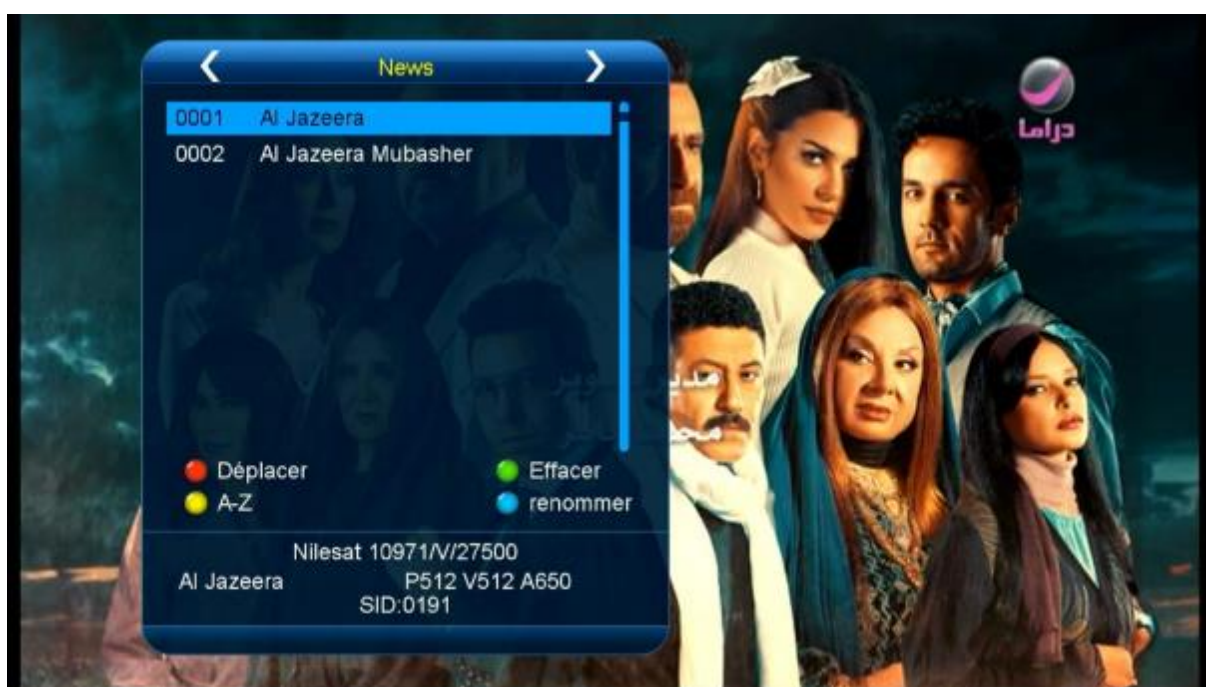 News
0001 Al Jazeera
0002 Al Jazeera Mubasher
دراما
Déplacer
Effacer
A-Z
renommer
Nilesat 10971/V/27500
Al Jazeera P512 V512 A650
SID:0191